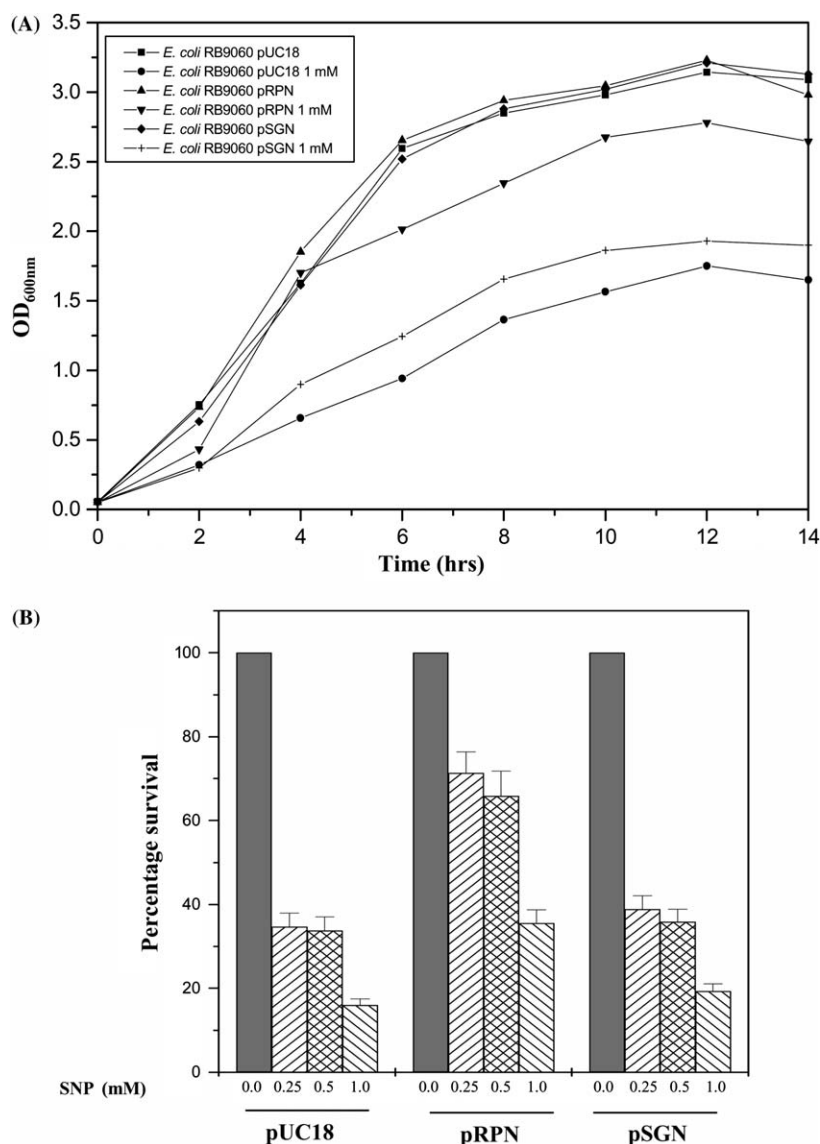 (A)
3.5
3.0
2.5
2.0
1.5
1.0
0.5
0.0
OD600nm
E. coli RB9060 pUC18
E. coli RB9060 pUC18 1 mM
E. coli RB9060 pRPN
E. coli RB9060 pRPN 1 mM
E. coli RB9060 pSGN
E. coli RB9060 pSGN 1 mM
0 2 4 6 8 10 12 14
Time (hrs)
(B)
100
80
60
40
20
0
Percentage survival
SNP (mM) 0.0 0.25 0.5 1.0 0.0 0.25 0.5 1.0 0.0 0.25 0.5 1.0
pUC18 pRPN pSGN